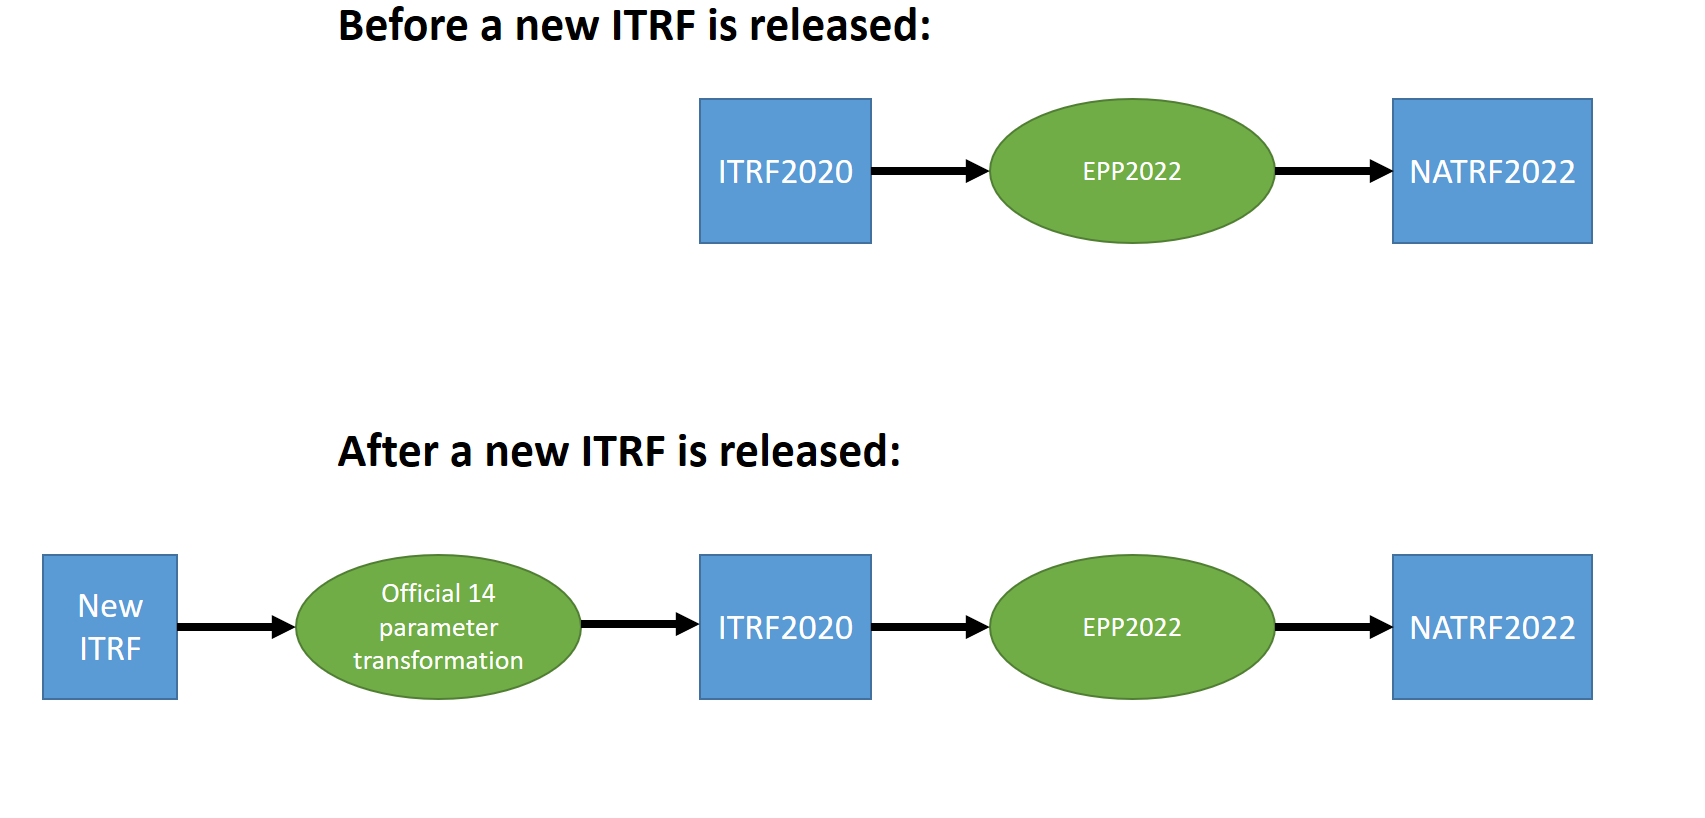 Before a new ITRF is released:
ITRF2020
EPP2022
NATRF2022
After a new ITRF is released:
New
ITRF
Official 14
parameter
transformation
ITRF2020
EPP2022
NATRF2022